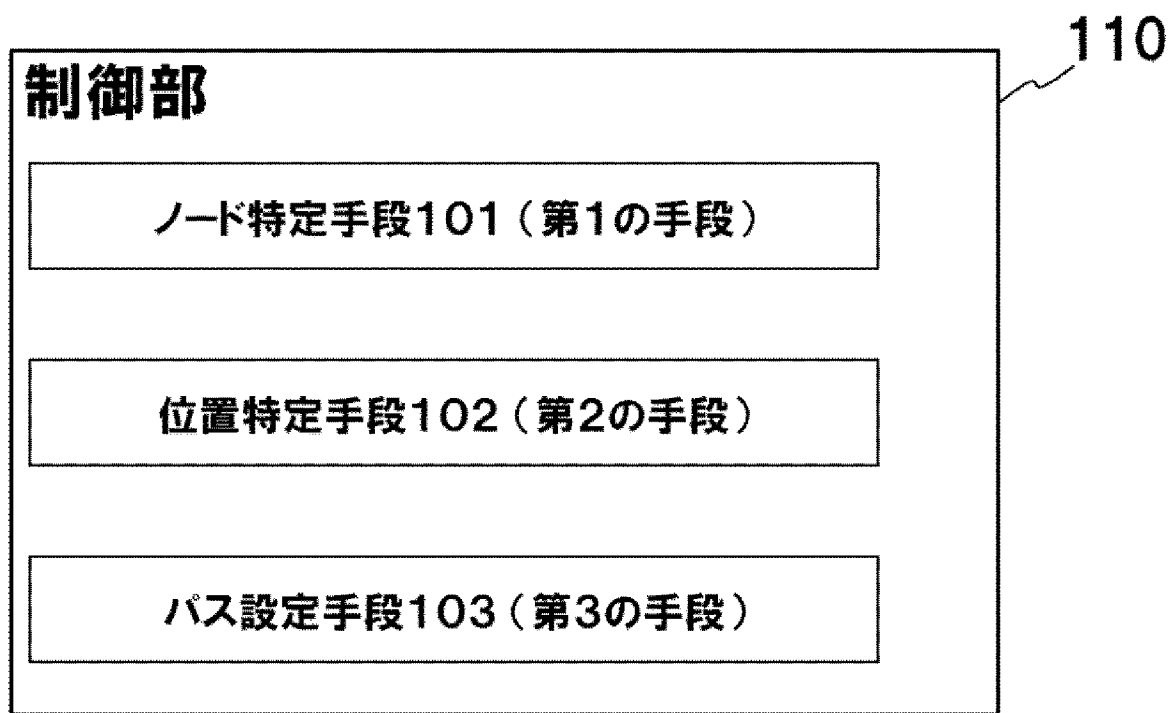 110
制御部
ノード特定手段101(第1の手段)
位置特定手段102(第2の手段)
パス設定手段103(第3の手段)